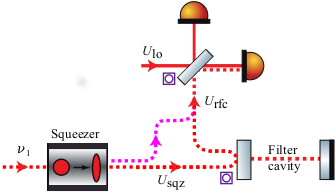 U_lo
U_rfc
Squeezer
ν_1
Filter
cavity
U_sqz